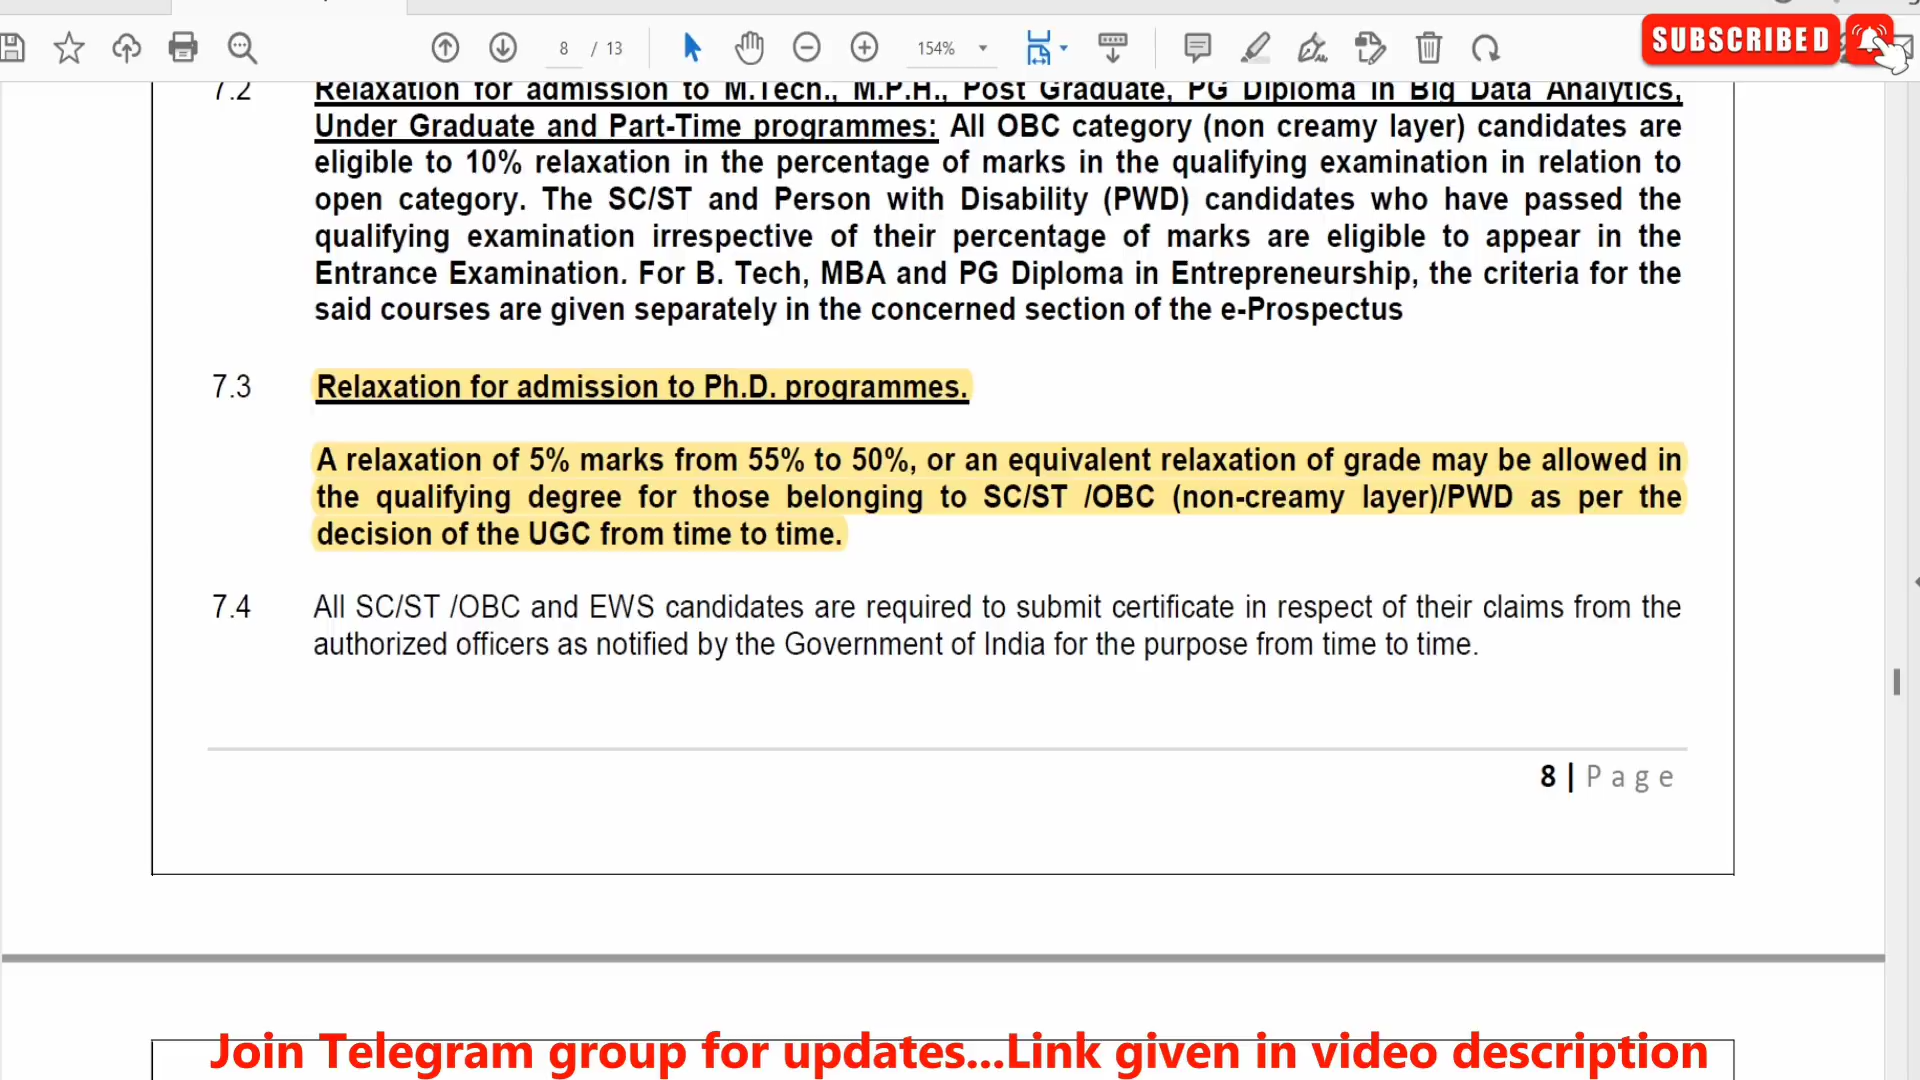 8 / 13
154%
SUBSCRIBED
7.2 Relaxation for admission to M.Tech., M.P.H., Post Graduate, PG Diploma in Big Data Analytics,
Under Graduate and Part-Time programmes: All OBC category (non creamy layer) candidates are
eligible to 10% relaxation in the percentage of marks in the qualifying examination in relation to
open category. The SC/ST and Person with Disability (PWD) candidates who have passed the
qualifying examination irrespective of their percentage of marks are eligible to appear in the
Entrance Examination. For B. Tech, MBA and PG Diploma in Entrepreneurship, the criteria for the
said courses are given separately in the concerned section of the e-Prospectus
7.3 Relaxation for admission to Ph.D. programmes.
A relaxation of 5% marks from 55% to 50%, or an equivalent relaxation of grade may be allowed in
the qualifying degree for those belonging to SC/ST /OBC (non-creamy layer)/PWD as per the
decision of the UGC from time to time.
7.4 All SC/ST /OBC and EWS candidates are required to submit certificate in respect of their claims from the
authorized officers as notified by the Government of India for the purpose from time to time.
8 | Page
Join Telegram group for updates...Link given in video description